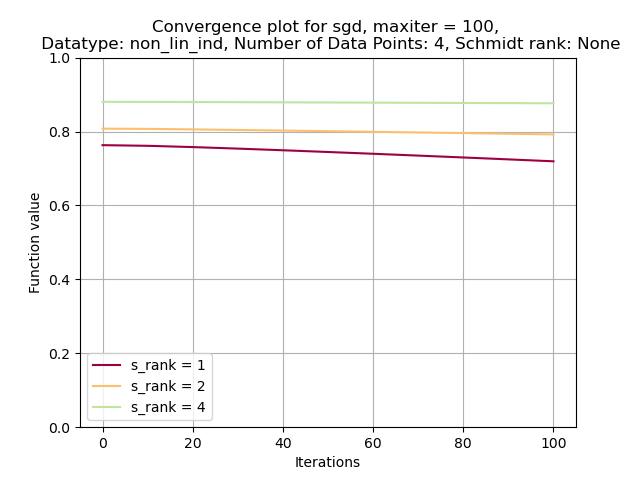 Convergence plot for sgd, maxiter = 100,
Datatype: non_lin_ind, Number of Data Points: 4, Schmidt rank: None
1.0
0.8
0.6
0.4
0.2
0.0
Function value
s_rank = 1
s_rank = 2
s_rank = 4
0 20 40 60 80 100
Iterations